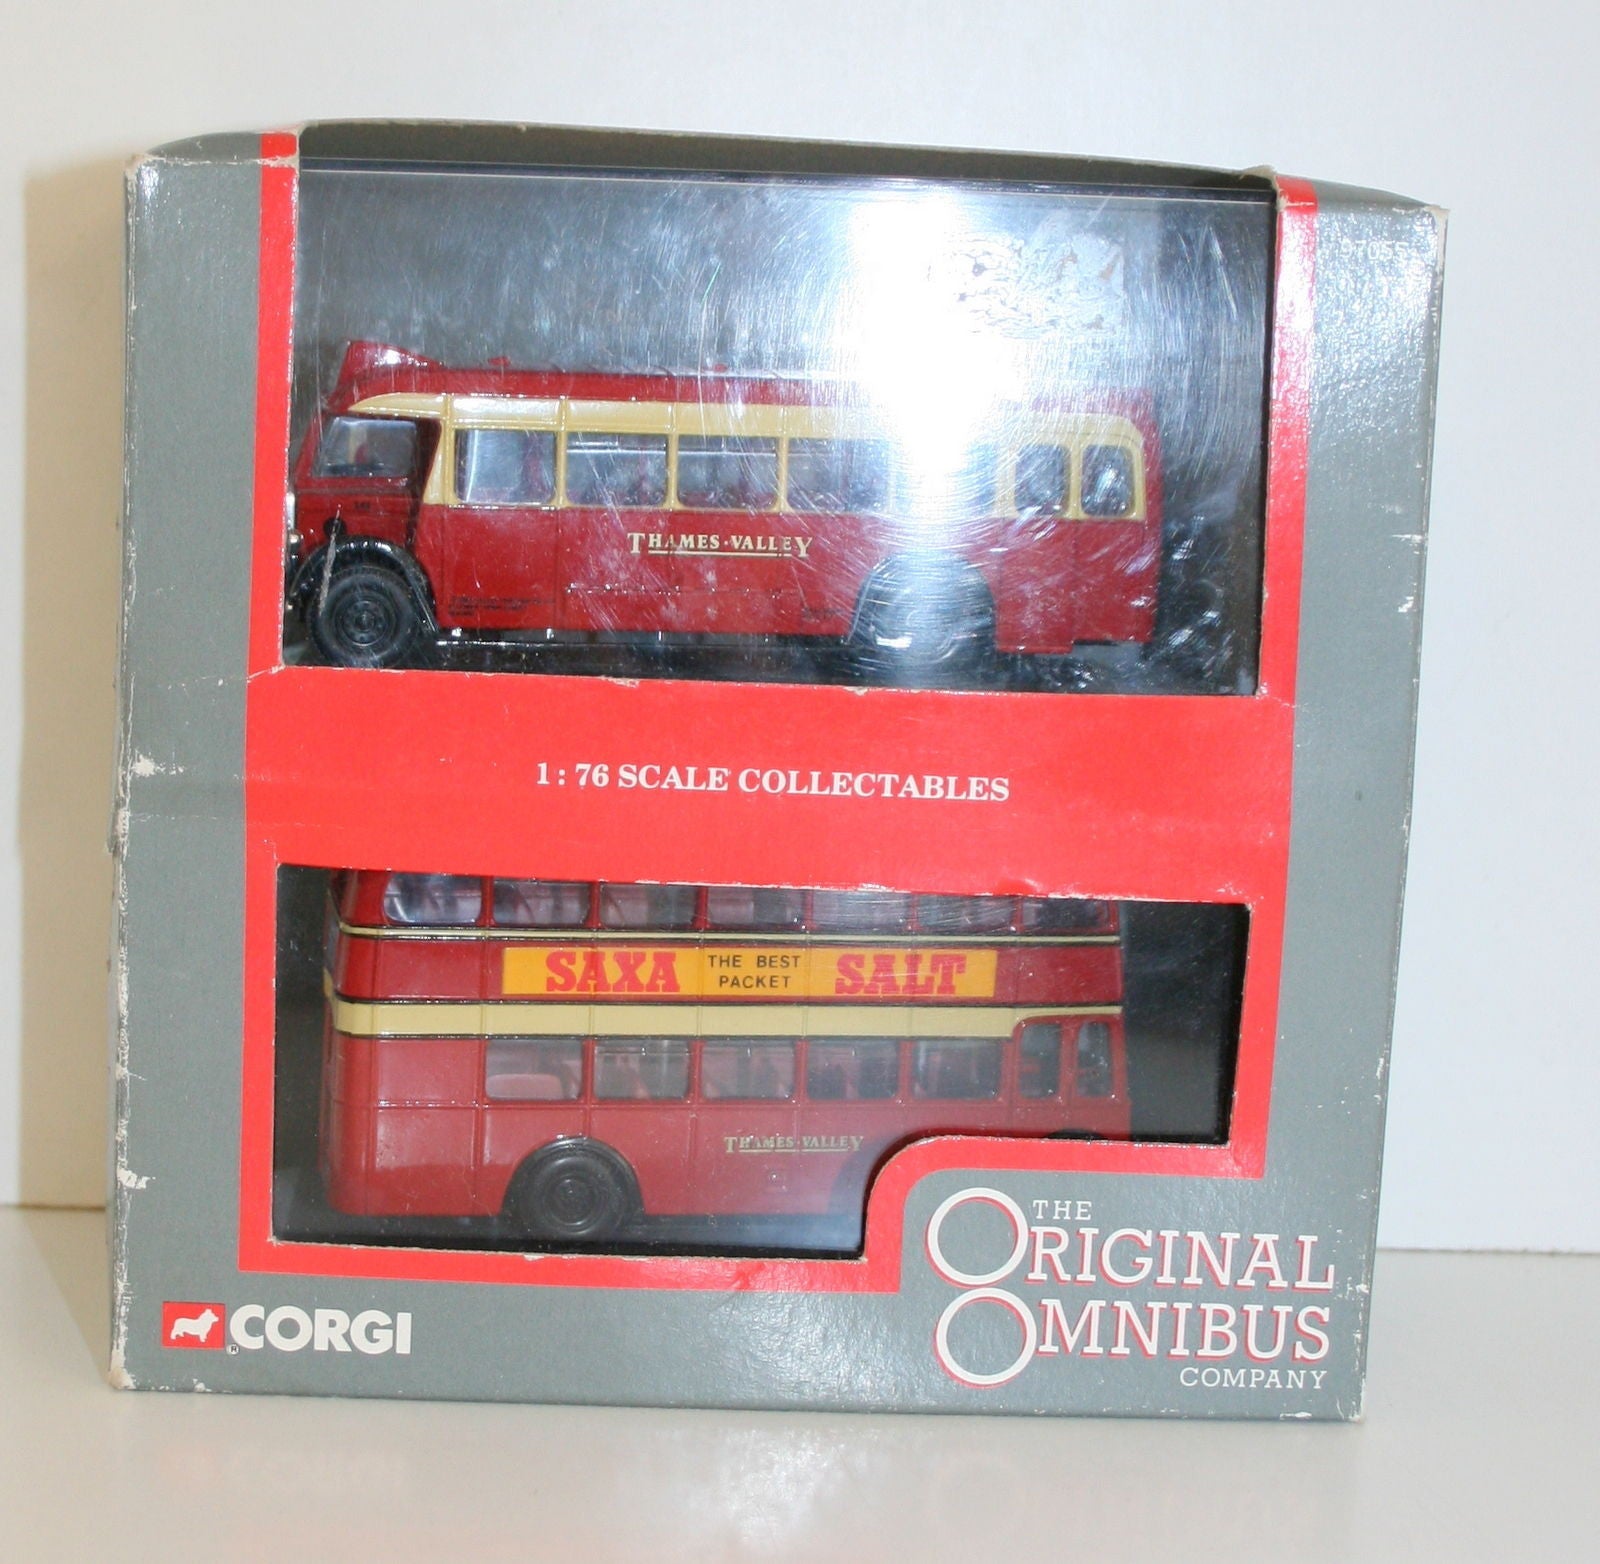 THAMES·VALLEY
1:76 SCALE COLLECTABLES
SAXA THE BEST PACKET SALT
THAMES·VALLEY
CORGI
®
THE
ORIGINAL
OMNIBUS
COMPANY